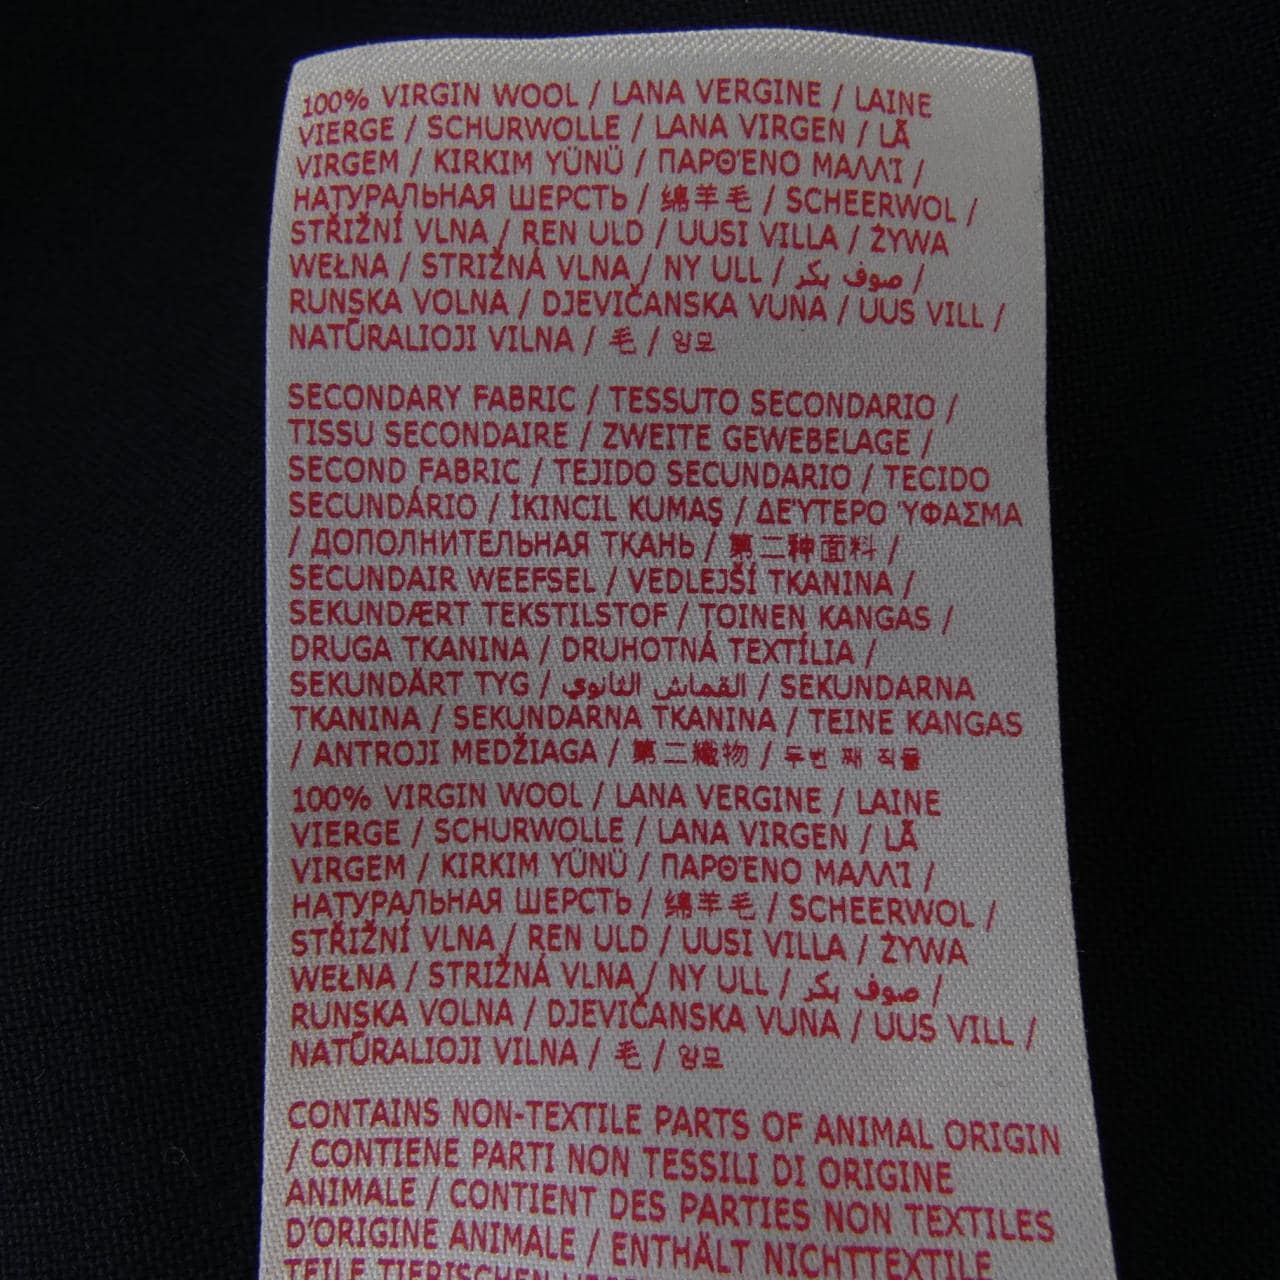 100% VIRGIN WOOL / LANA VERGINE / LAINE
VIERGE / SCHURWOLLE / LANA VIRGEN / LÃ
VIRGEM / KIRKIM YÜNÜ / ΠΑΡΘΈΝΟ ΜΑΛΛΊ /
НАТУРАЛЬНАЯ ШЕРСТЬ / 绵羊毛 / SCHEERWOL /
STŘIŽNÍ VLNA / REN ULD / UUSI VILLA / ŻYWA
WEŁNA / STRIŽNÁ VLNA / NY ULL / صوف بكر /
RUNSKA VOLNA / DJEVIČANSKA VUNA / UUS VILL /
NATŪRALIOJI VILNA / 毛 / 양모
SECONDARY FABRIC / TESSUTO SECONDARIO /
TISSU SECONDAIRE / ZWEITE GEWEBELAGE /
SECOND FABRIC / TEJIDO SECUNDARIO / TECIDO
SECUNDÁRIO / İKINCIL KUMAŞ / ΔΕΎΤΕΡΟ ΎΦΑΣΜΑ
/ ДОПОЛНИТЕЛЬНАЯ ТКАНЬ / 第二种面料 /
SECUNDAIR WEEFSEL / VEDLEJŠÍ TKANINA /
SEKUNDÆRT TEKSTILSTOF / TOINEN KANGAS /
DRUGA TKANINA / DRUHOTNÁ TEXTÍLIA /
SEKUNDÄRT TYG / القماش الثانوي / SEKUNDARNA
TKANINA / SEKUNDARNA TKANINA / TEINE KANGAS
/ ANTROJI MEDŽIAGA / 第二織物 / 두번 째 직물
100% VIRGIN WOOL / LANA VERGINE / LAINE
VIERGE / SCHURWOLLE / LANA VIRGEN / LÃ
VIRGEM / KIRKIM YÜNÜ / ΠΑΡΘΈΝΟ ΜΑΛΛΊ /
НАТУРАЛЬНАЯ ШЕРСТЬ / 绵羊毛 / SCHEERWOL /
STŘIŽNÍ VLNA / REN ULD / UUSI VILLA / ŻYWA
WEŁNA / STRIŽNÁ VLNA / NY ULL / صوف بكر /
RUNSKA VOLNA / DJEVIČANSKA VUNA / UUS VILL /
NATŪRALIOJI VILNA / 毛 / 양모
CONTAINS NON-TEXTILE PARTS OF ANIMAL ORIGIN
/ CONTIENE PARTI NON TESSILI DI ORIGINE
ANIMALE / CONTIENT DES PARTIES NON TEXTILES
D'ORIGINE ANIMALE / ENTHÄLT NICHTTEXTILE
TEILE TIERISCHEN